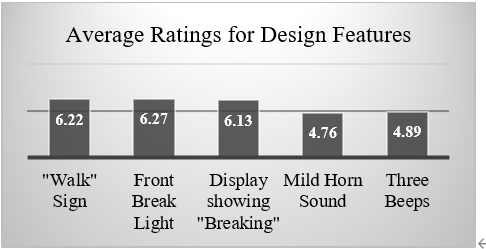 Average Ratings for Design Features
6.22 6.27 6.13 4.76 4.89
"Walk" Front Display Mild Horn Three
Sign Break showing Sound Beeps
Light "Breaking"